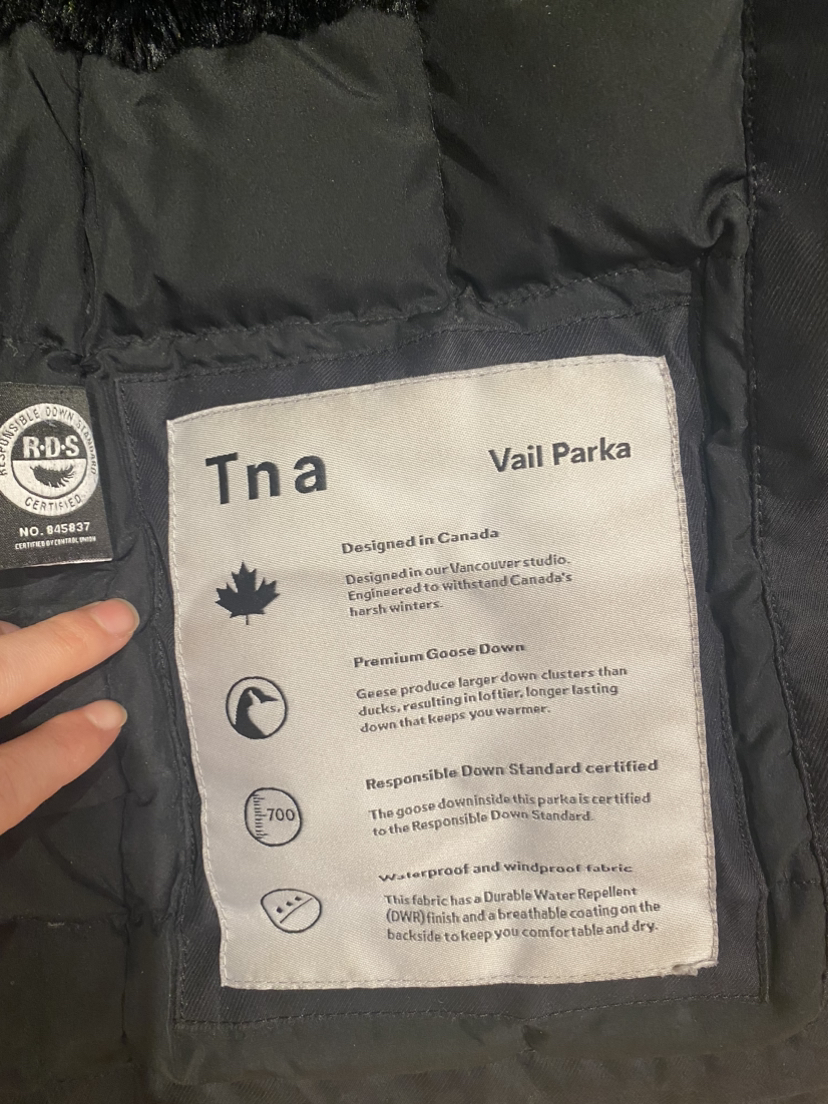 RESPONSIBLE DOWN STANDARD
R·D·S
CERTIFIED
NO. 845837
CERTIFIED BY CONTROL UNION
Tna
Vail Parka
Designed in Canada
Designed in our Vancouver studio.
Engineered to withstand Canada's
harsh winters.
Premium Goose Down
Geese produce larger down clusters than
ducks, resulting in loftier, longer lasting
down that keeps you warmer.
700
Responsible Down Standard certified
The goose down inside this parka is certified
to the Responsible Down Standard.
Waterproof and windproof fabric
This fabric has a Durable Water Repellent
(DWR) finish and a breathable coating on the
backside to keep you comfortable and dry.